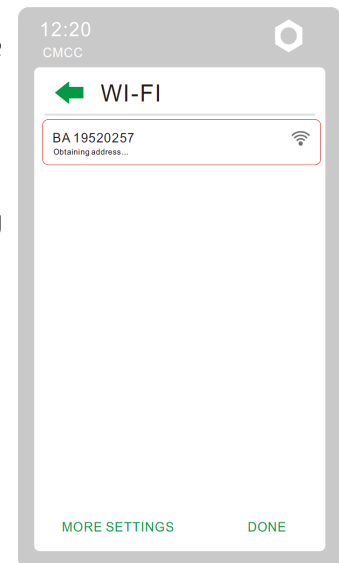 12:20
CMCC
WI-FI
BA 19520257
Obtaining address...
MORE SETTINGS
DONE